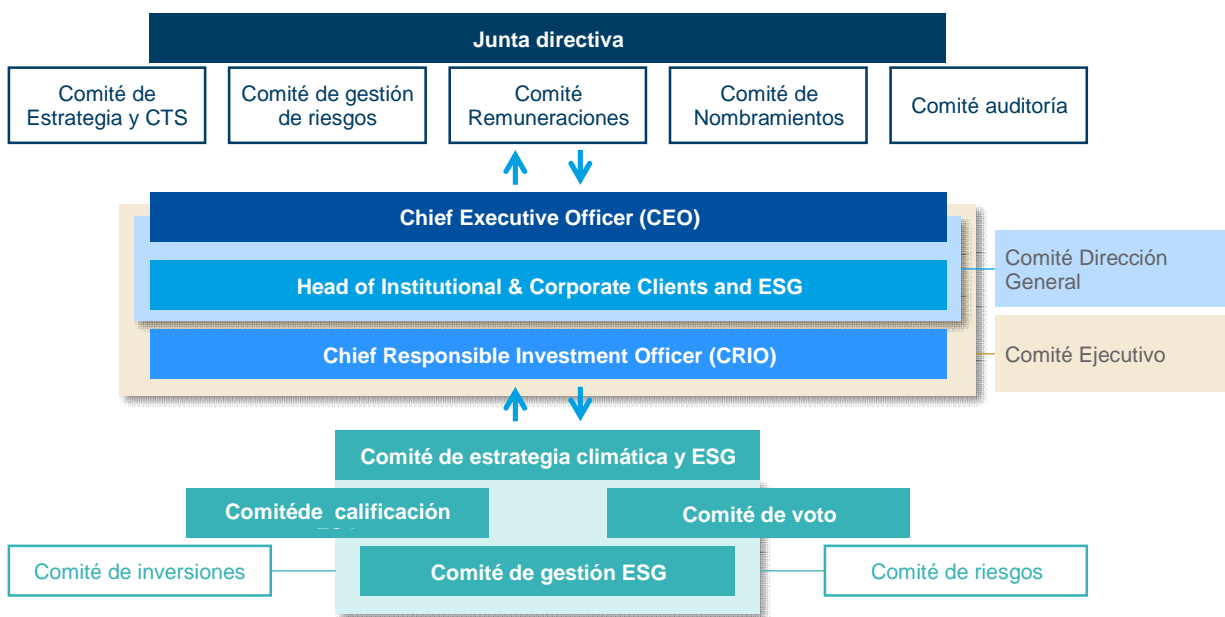 Junta directiva
Comité de
Estrategia y CTS
Comité de gestión
de riesgos
Comité
Remuneraciones
Comité de
Nombramientos
Comité auditoría
Chief Executive Officer (CEO)
Head of Institutional & Corporate Clients and ESG
Chief Responsible Investment Officer (CRIO)
Comité Dirección
General
Comité Ejecutivo
Comité de estrategia climática y ESG
Comitéde calificación
Comité de voto
Comité de inversiones
Comité de gestión ESG
Comité de riesgos